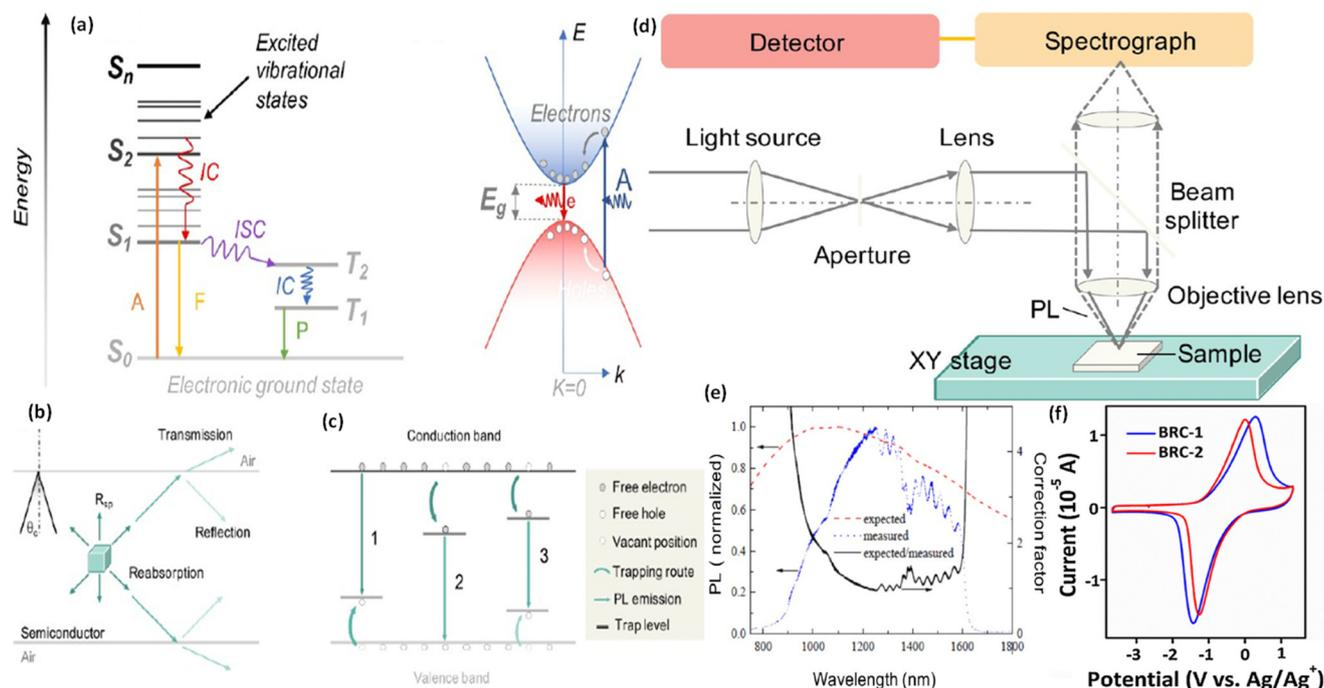 (a)
Energy
Sn
S2
S1
S0
Excited
vibrational
states
IC
ISC
T2
IC
T1
A
F
P
Electronic ground state
E
Electrons
Eg
e
A
Holes
K=0
k
(d)
Detector
Spectrograph
Light source
Lens
Aperture
Beam
splitter
Objective lens
PL
XY stage
Sample
(b)
Transmission
Air
Rsp
θc
Reflection
Reabsorption
Semiconductor
Air
(c)
Conduction band
1
2
3
Valence band
Free electron
Free hole
Vacant position
Trapping route
PL emission
Trap level
(e)
PL ( normalized)
1.0
0.8
0.6
0.4
0.2
0.0
800
1000
1200
1400
1600
1800
Wavelength (nm)
4
2
0
Correction factor
expected
measured
expected/measured
(f)
BRC-1
BRC-2
Current (10-5 A)
1
0
-1
-3
-2
-1
0
1
Potential (V vs. Ag/Ag+)